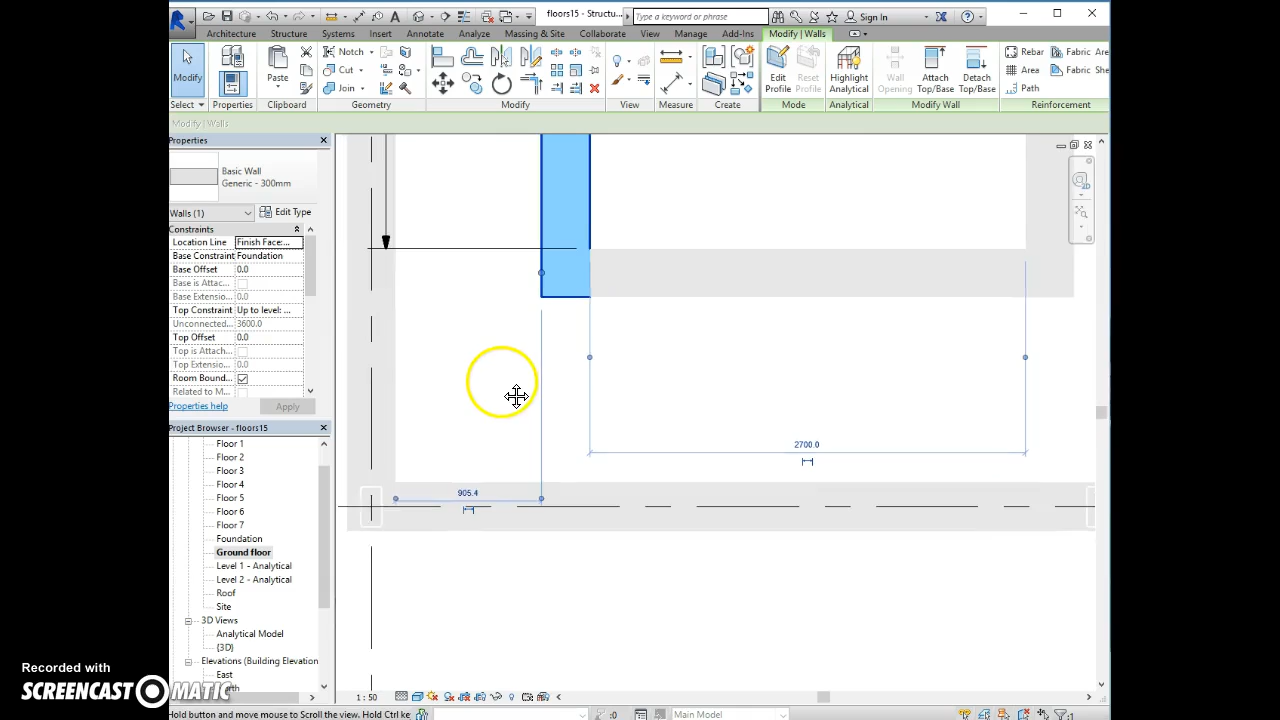 floors15 - Structu...
Type a keyword or phrase
Sign In
Architecture Structure Systems Insert Annotate Analyze Massing & Site Collaborate View Manage Add-Ins Modify | Walls
Modify
Paste
Notch
Cut
Join
Edit Profile
Reset Profile
Highlight Analytical
Wall Opening
Attach Top/Base
Detach Top/Base
Rebar
Area
Path
Fabric Are
Fabric She
Select Properties Clipboard Geometry Modify View Measure Create Mode Analytical Modify Wall Reinforcement
Modify | Walls
Properties
Basic Wall
Generic - 300mm
Walls (1) Edit Type
Constraints
Location Line Finish Face:...
Base Constraint Foundation
Base Offset 0.0
Base is Attac...
Base Extensio... 0.0
Top Constraint Up to level: ...
Unconnected... 3600.0
Top Offset 0.0
Top is Attach...
Top Extensio... 0.0
Room Bound...
Related to M...
Properties help Apply
Project Browser - floors15
Floor 1
Floor 2
Floor 3
Floor 4
Floor 5
Floor 6
Floor 7
Foundation
Ground floor
Level 1 - Analytical
Level 2 - Analytical
Roof
Site
3D Views
Analytical Model
{3D}
Elevations (Building Elevation
East
2700.0
905.4
1 : 50
Hold button and move mouse to Scroll the view. Hold Ctrl ke
:0
Main Model
:1
Recorded with
SCREENCAST-O-MATIC